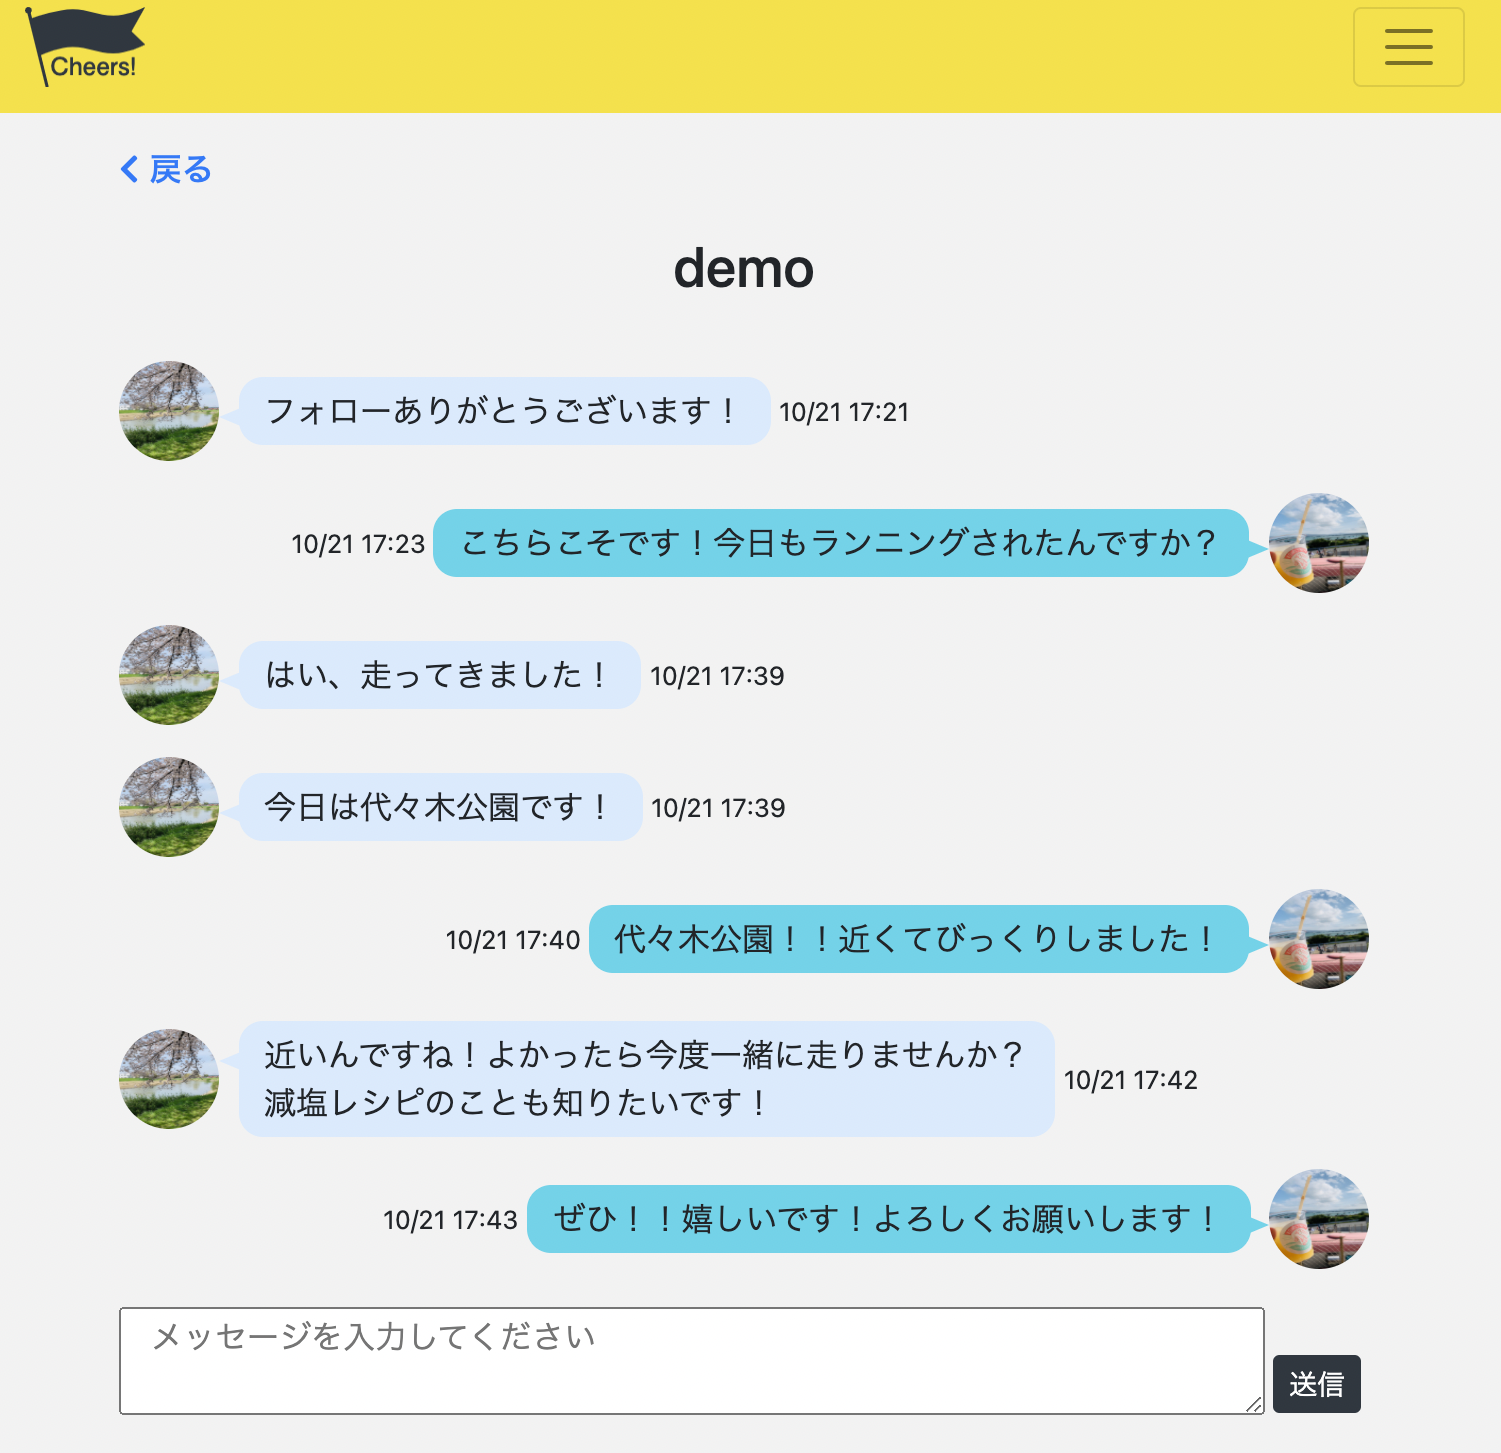 Cheers!
戻る
demo
フォローありがとうございます！ 10/21 17:21
10/21 17:23 こちらこそです！今日もランニングされたんですか？
はい、走ってきました！ 10/21 17:39
今日は代々木公園です！ 10/21 17:39
10/21 17:40 代々木公園！！近くてびっくりしました！
近いんですね！よかったら今度一緒に走りませんか？
減塩レシピのことも知りたいです！
10/21 17:42
10/21 17:43 ぜひ！！嬉しいです！よろしくお願いします！
メッセージを入力してください
送信